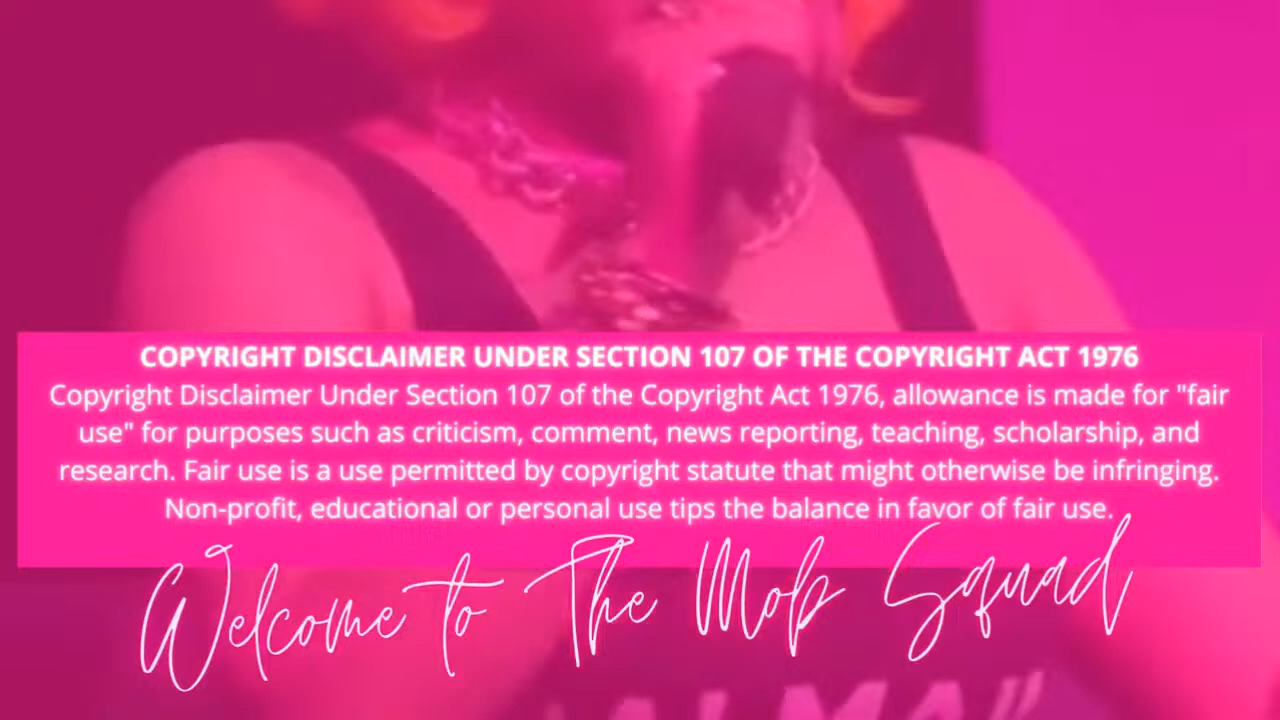 COPYRIGHT DISCLAIMER UNDER SECTION 107 OF THE COPYRIGHT ACT 1976
Copyright Disclaimer Under Section 107 of the Copyright Act 1976, allowance is made for "fair
use" for purposes such as criticism, comment, news reporting, teaching, scholarship, and
research. Fair use is a use permitted by copyright statute that might otherwise be infringing.
Non-profit, educational or personal use tips the balance in favor of fair use.
Welcome to The Mob Squad